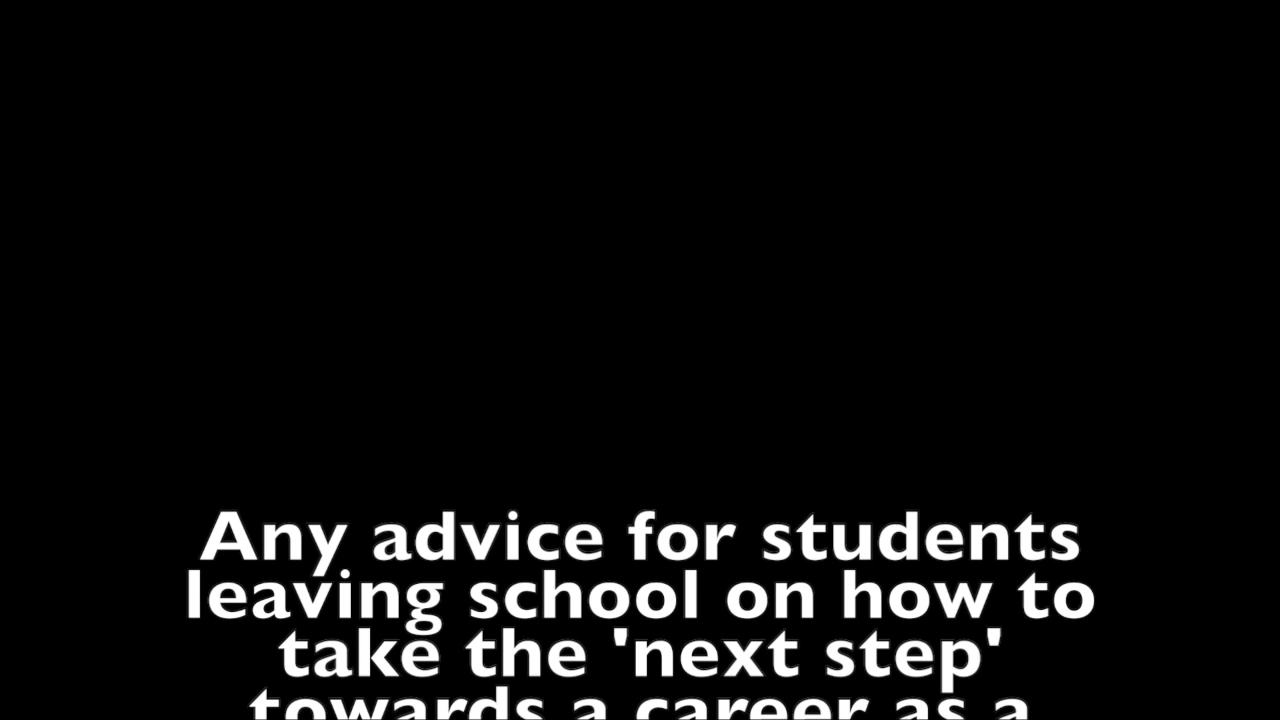 Any advice for students
leaving school on how to
take the 'next step'
towards a career as a